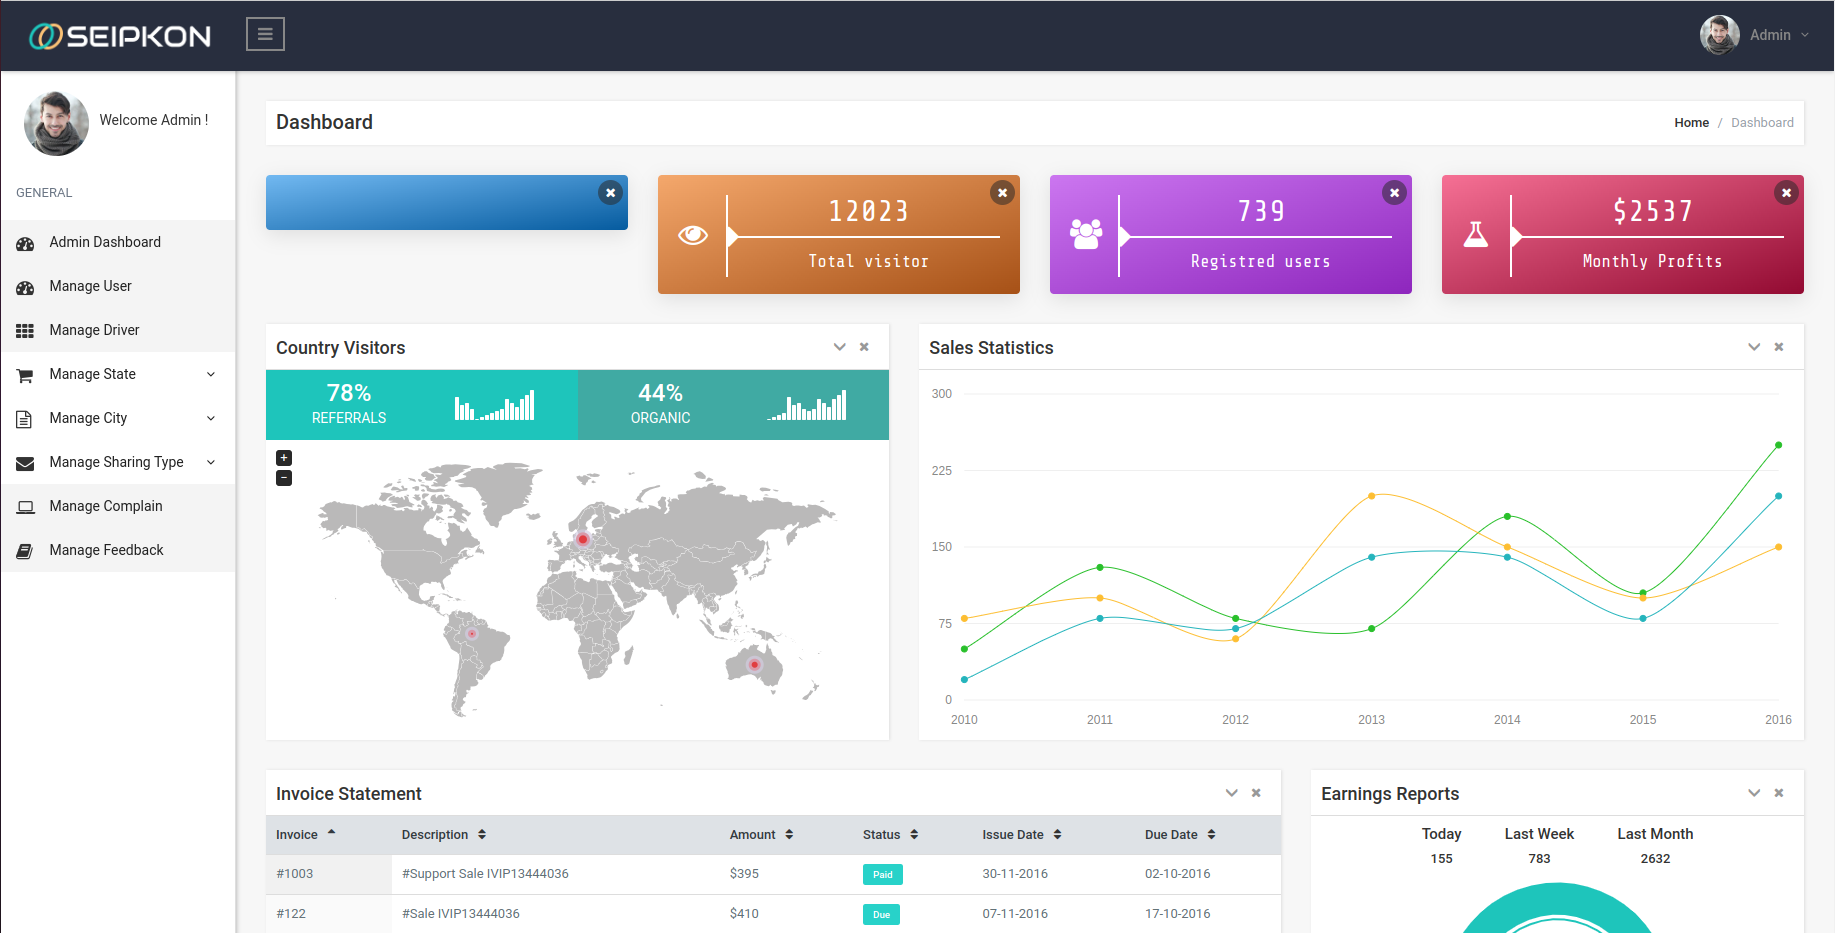 SEIPKON
Admin
Welcome Admin !
GENERAL
Admin Dashboard
Manage User
Manage Driver
Manage State
Manage City
Manage Sharing Type
Manage Complain
Manage Feedback
Dashboard
Home / Dashboard
12023
Total visitor
739
Registred users
$2537
Monthly Profits
Country Visitors
78%
REFERRALS
44%
ORGANIC
+
−
Sales Statistics
300
225
150
75
0
2010 2011 2012 2013 2014 2015 2016
Invoice Statement
Invoice Description Amount Status Issue Date Due Date
#1003 #Support Sale IVIP13444036 $395 Paid 30-11-2016 02-10-2016
#122 #Sale IVIP13444036 $410 Due 07-11-2016 17-10-2016
Earnings Reports
Today Last Week Last Month
155 783 2632